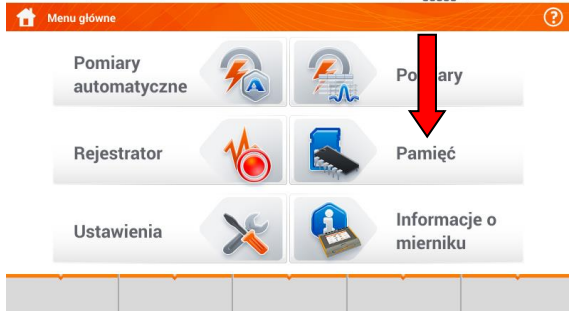 Menu główne
?
Pomiary
automatyczne
Rejestrator
Pamięć
Ustawienia
Informacje o
mierniku